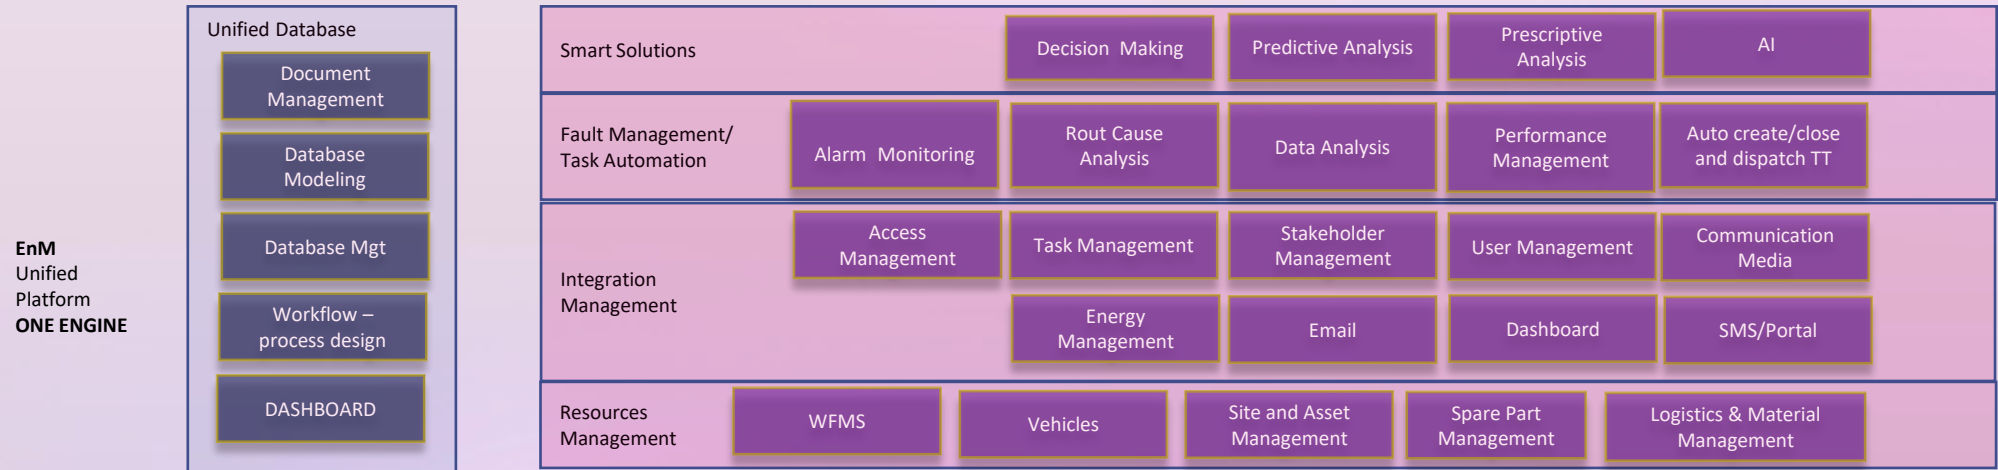 EnM
Unified
Platform
ONE ENGINE
Unified Database
Document
Management
Database
Modeling
Database Mgt
Workflow –
process design
DASHBOARD
Smart Solutions
Decision Making
Predictive Analysis
Prescriptive
Analysis
AI
Fault Management/
Task Automation
Alarm Monitoring
Rout Cause
Analysis
Data Analysis
Performance
Management
Auto create/close
and dispatch TT
Integration
Management
Access
Management
Task Management
Stakeholder
Management
User Management
Communication
Media
Energy
Management
Email
Dashboard
SMS/Portal
Resources
Management
WFMS
Vehicles
Site and Asset
Management
Spare Part
Management
Logistics & Material
Management